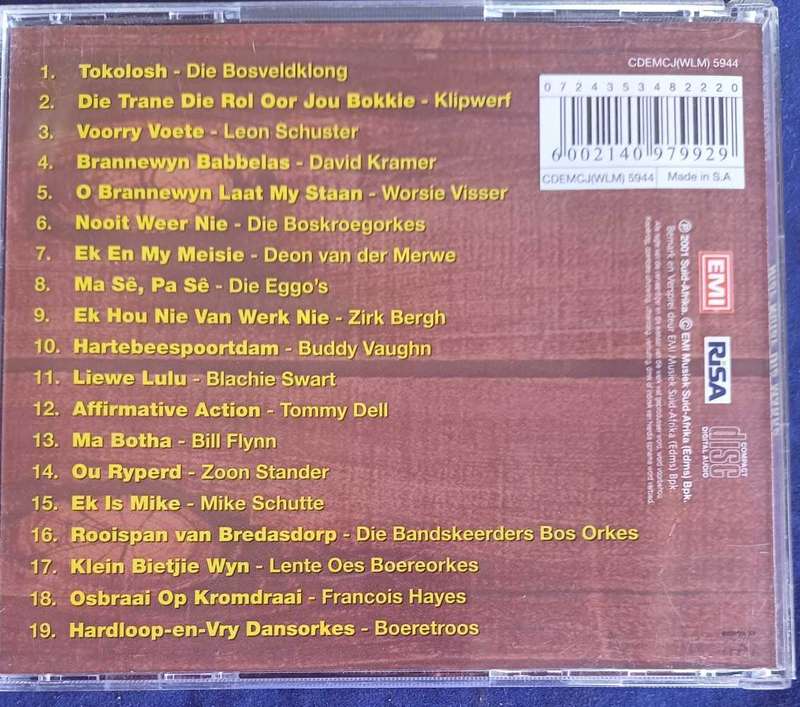 CDEMCJ(WLM) 5944
0 7 2 4 3 5 3 4 8 2 2 2 0
6 002140 979929
CDEMCJ(WLM) 5944 Made in S.A
1. Tokolosh - Die Bosveldklong
2. Die Trane Die Rol Oor Jou Bokkie - Klipwerf
3. Voorry Voete - Leon Schuster
4. Brannewyn Babbelas - David Kramer
5. O Brannewyn Laat My Staan - Worsie Visser
6. Nooit Weer Nie - Die Boskroegorkes
7. Ek En My Meisie - Deon van der Merwe
8. Ma Sê, Pa Sê - Die Eggo's
9. Ek Hou Nie Van Werk Nie - Zirk Bergh
10. Hartebeespoortdam - Buddy Vaughn
11. Liewe Lulu - Blachie Swart
12. Affirmative Action - Tommy Dell
13. Ma Botha - Bill Flynn
14. Ou Ryperd - Zoon Stander
15. Ek Is Mike - Mike Schutte
16. Rooispan van Bredasdorp - Die Bandskeerders Bos Orkes
17. Klein Bietjie Wyn - Lente Oes Boereorkes
18. Osbraai Op Kromdraai - Francois Hayes
19. Hardloop-en-Vry Dansorkes - Boeretroos
EMI
RiSA
COMPACT
disc
DIGITAL AUDIO
℗ 2001 Suid-Afrika. © EMI Musiek Suid-Afrika (Edms) Bpk.
Bemark en Versprei deur EMI Musiek Suid-Afrika (Edms) Bpk.